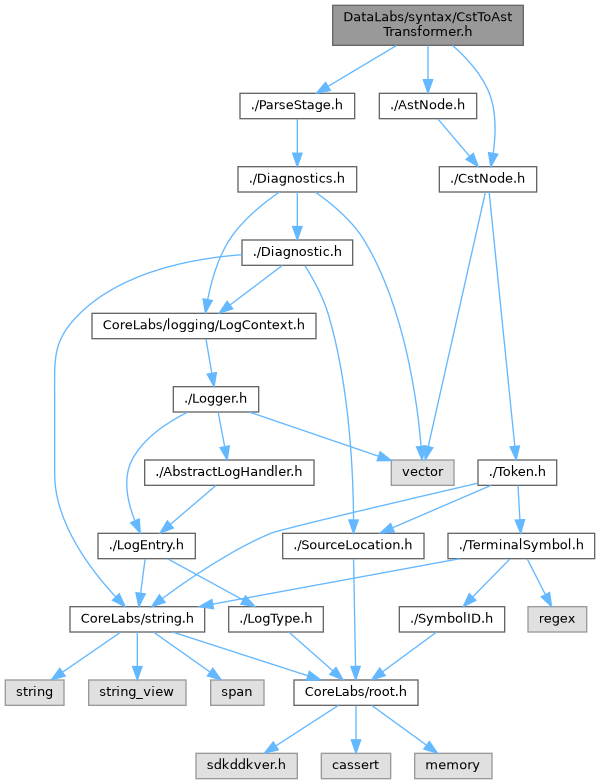 DataLabs/syntax/CstToAst
Transformer.h
./ParseStage.h
./AstNode.h
./Diagnostics.h
./CstNode.h
./Diagnostic.h
CoreLabs/logging/LogContext.h
./Logger.h
./AbstractLogHandler.h
vector
./Token.h
./LogEntry.h
./SourceLocation.h
./TerminalSymbol.h
CoreLabs/string.h
./LogType.h
./SymbolID.h
regex
string
string_view
span
CoreLabs/root.h
sdkddkver.h
cassert
memory